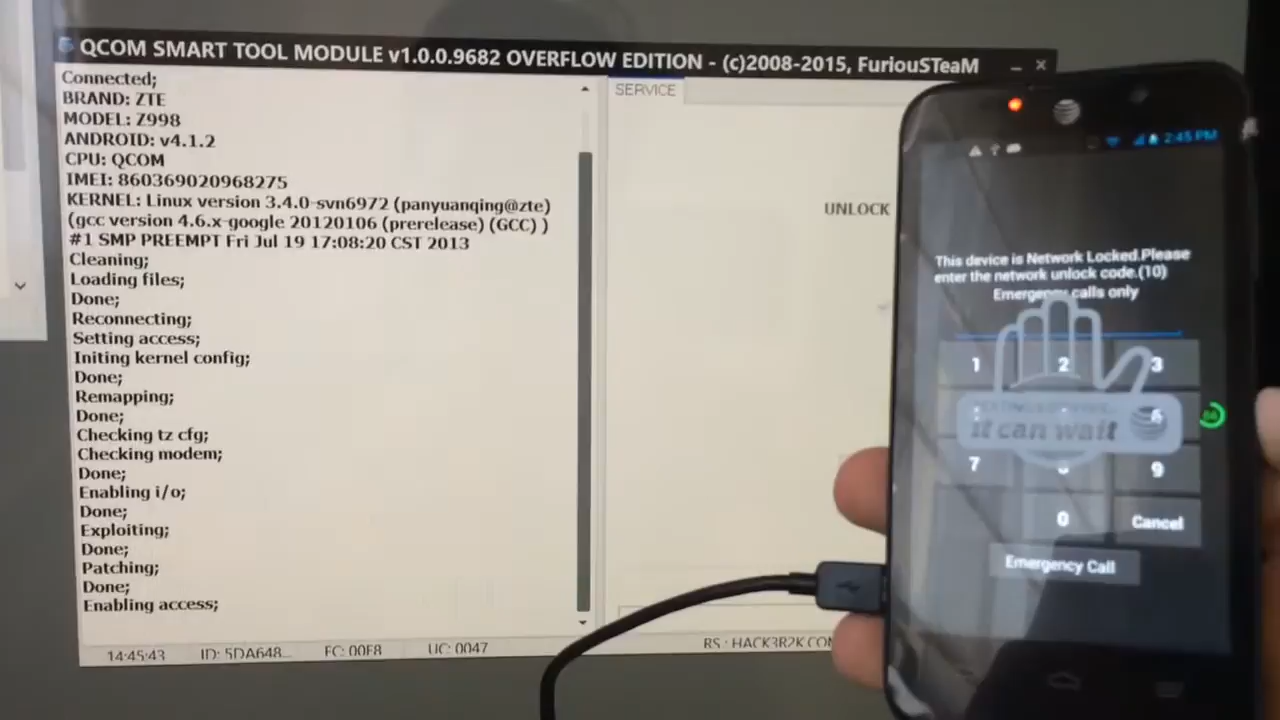 QCOM SMART TOOL MODULE v1.0.0.9682 OVERFLOW EDITION - (c)2008-2015, FuriouSTeaM
Connected;
BRAND: ZTE
MODEL: Z998
ANDROID: v4.1.2
CPU: QCOM
IMEI: 860369020968275
KERNEL: Linux version 3.4.0-svn6972 (panyuanqing@zte)
(gcc version 4.6.x-google 20120106 (prerelease) (GCC) )
#1 SMP PREEMPT Fri Jul 19 17:08:20 CST 2013
Cleaning;
Loading files;
Done;
Reconnecting;
Setting access;
Initing kernel config;
Done;
Remapping;
Done;
Checking tz cfg;
Checking modem;
Done;
Enabling i/o;
Done;
Exploiting;
Done;
Patching;
Done;
Enabling access;
14:45:43 ID: 5DA648... FC: 00F8 UC: 0047 RS : HACK3R2K.COM
SERVICE
UNLOCK
2:45 PM
This device is Network Locked.Please
enter the network unlock code.(10)
Emergency calls only
1 2 3
6
it can wait
7 9
0 Cancel
Emergency Call